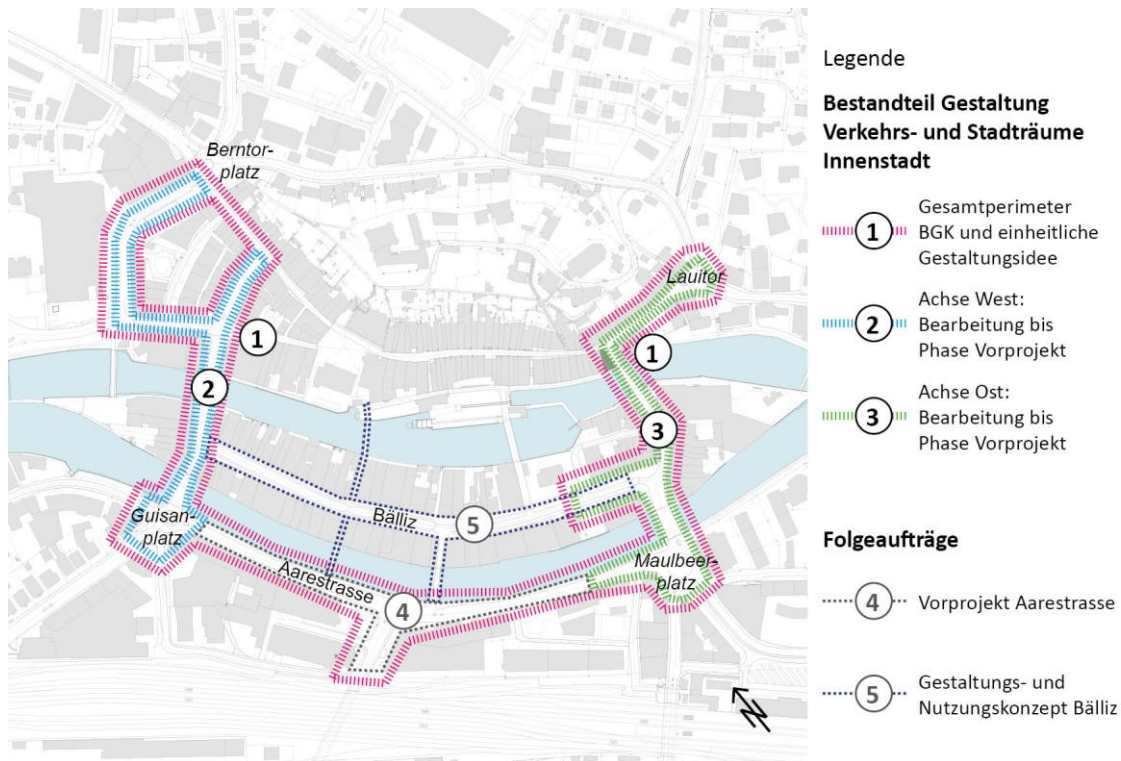 Berntor-
platz
1
2
Guisan-
platz
Bälliz
5
Aarestrasse
4
Lauitor
1
3
Maulbeer-
platz
N
Legende
Bestandteil Gestaltung
Verkehrs- und Stadträume
Innenstadt
1
Gesamtperimeter
BGK und einheitliche
Gestaltungsidee
2
Achse West:
Bearbeitung bis
Phase Vorprojekt
3
Achse Ost:
Bearbeitung bis
Phase Vorprojekt
Folgeaufträge
4
Vorprojekt Aarestrasse
5
Gestaltungs- und
Nutzungskonzept Bälliz